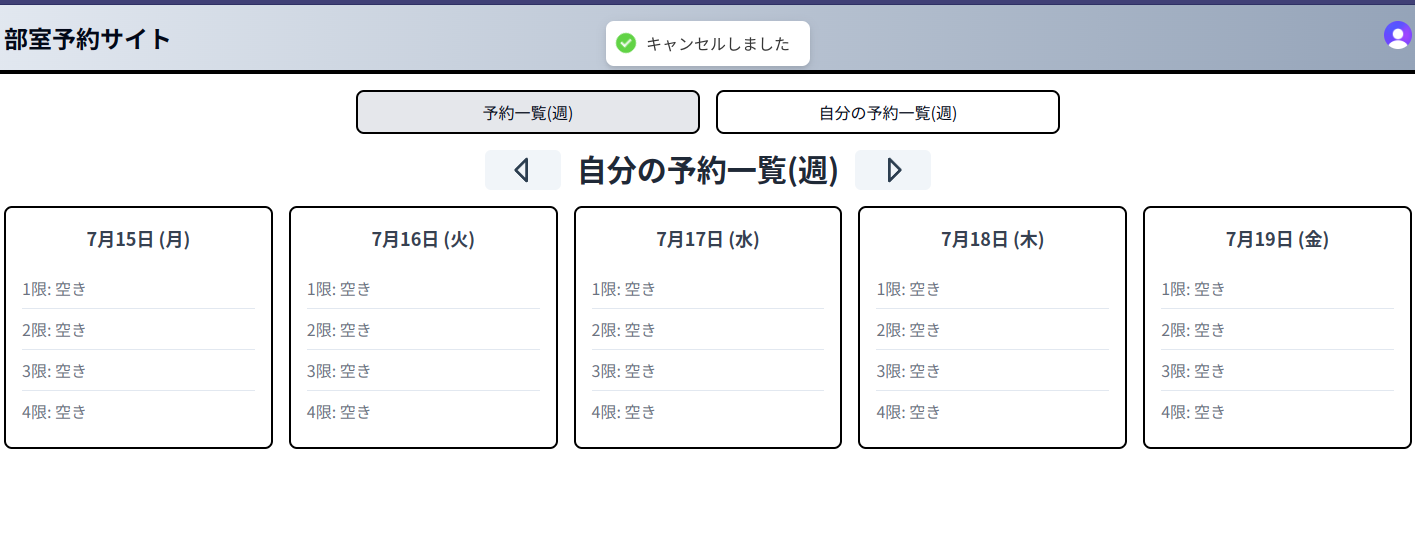 部室予約サイト
キャンセルしました
予約一覧(週)
自分の予約一覧(週)
自分の予約一覧(週)
7月15日 (月)
1限: 空き
2限: 空き
3限: 空き
4限: 空き
7月16日 (火)
1限: 空き
2限: 空き
3限: 空き
4限: 空き
7月17日 (水)
1限: 空き
2限: 空き
3限: 空き
4限: 空き
7月18日 (木)
1限: 空き
2限: 空き
3限: 空き
4限: 空き
7月19日 (金)
1限: 空き
2限: 空き
3限: 空き
4限: 空き